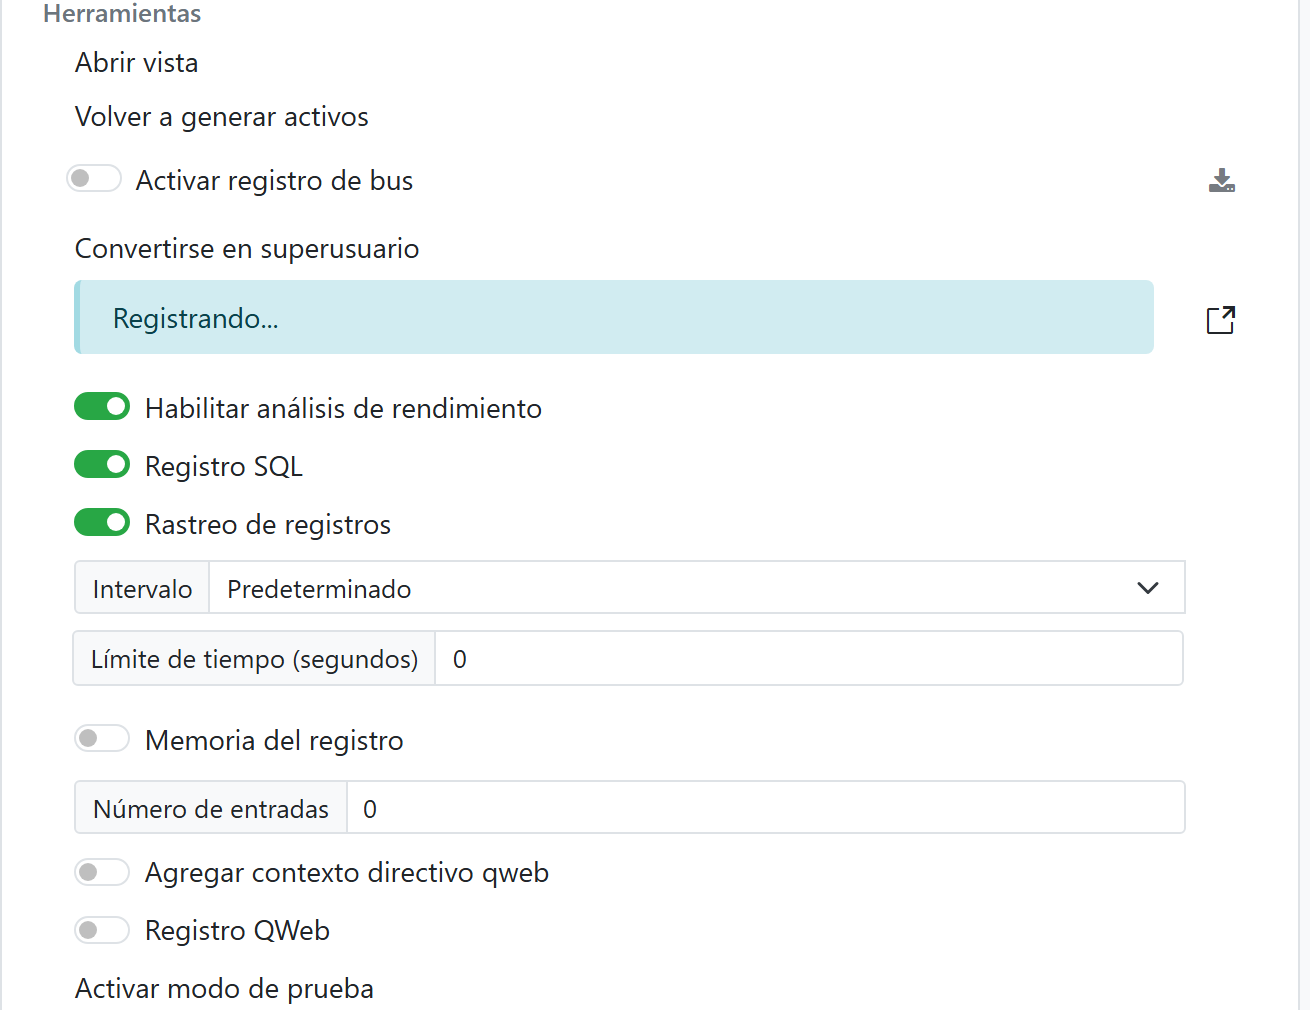 Herramientas
Abrir vista
Volver a generar activos
Activar registro de bus
Convertirse en superusuario
Registrando...
Habilitar análisis de rendimiento
Registro SQL
Rastreo de registros
Intervalo Predeterminado
Límite de tiempo (segundos) 0
Memoria del registro
Número de entradas 0
Agregar contexto directivo qweb
Registro QWeb
Activar modo de prueba